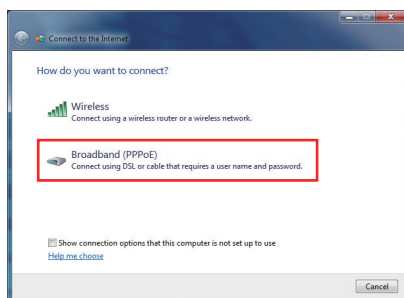 Connect to the Internet
How do you want to connect?
Wireless
Connect using a wireless router or a wireless network.
Broadband (PPPoE)
Connect using DSL or cable that requires a user name and password.
Show connection options that this computer is not set up to use
Help me choose
Cancel